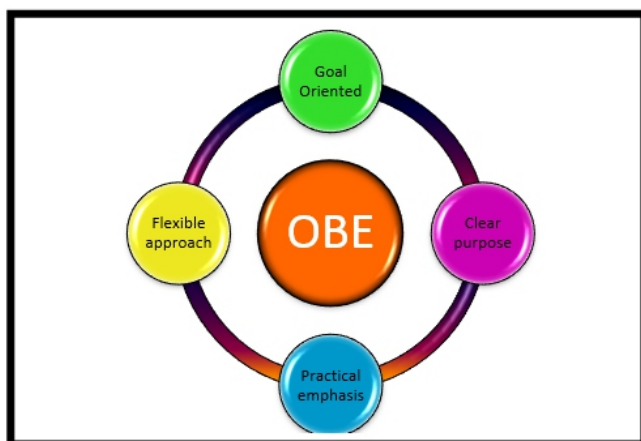 Goal
Oriented
Flexible
approach
OBE
Clear
purpose
Practical
emphasis